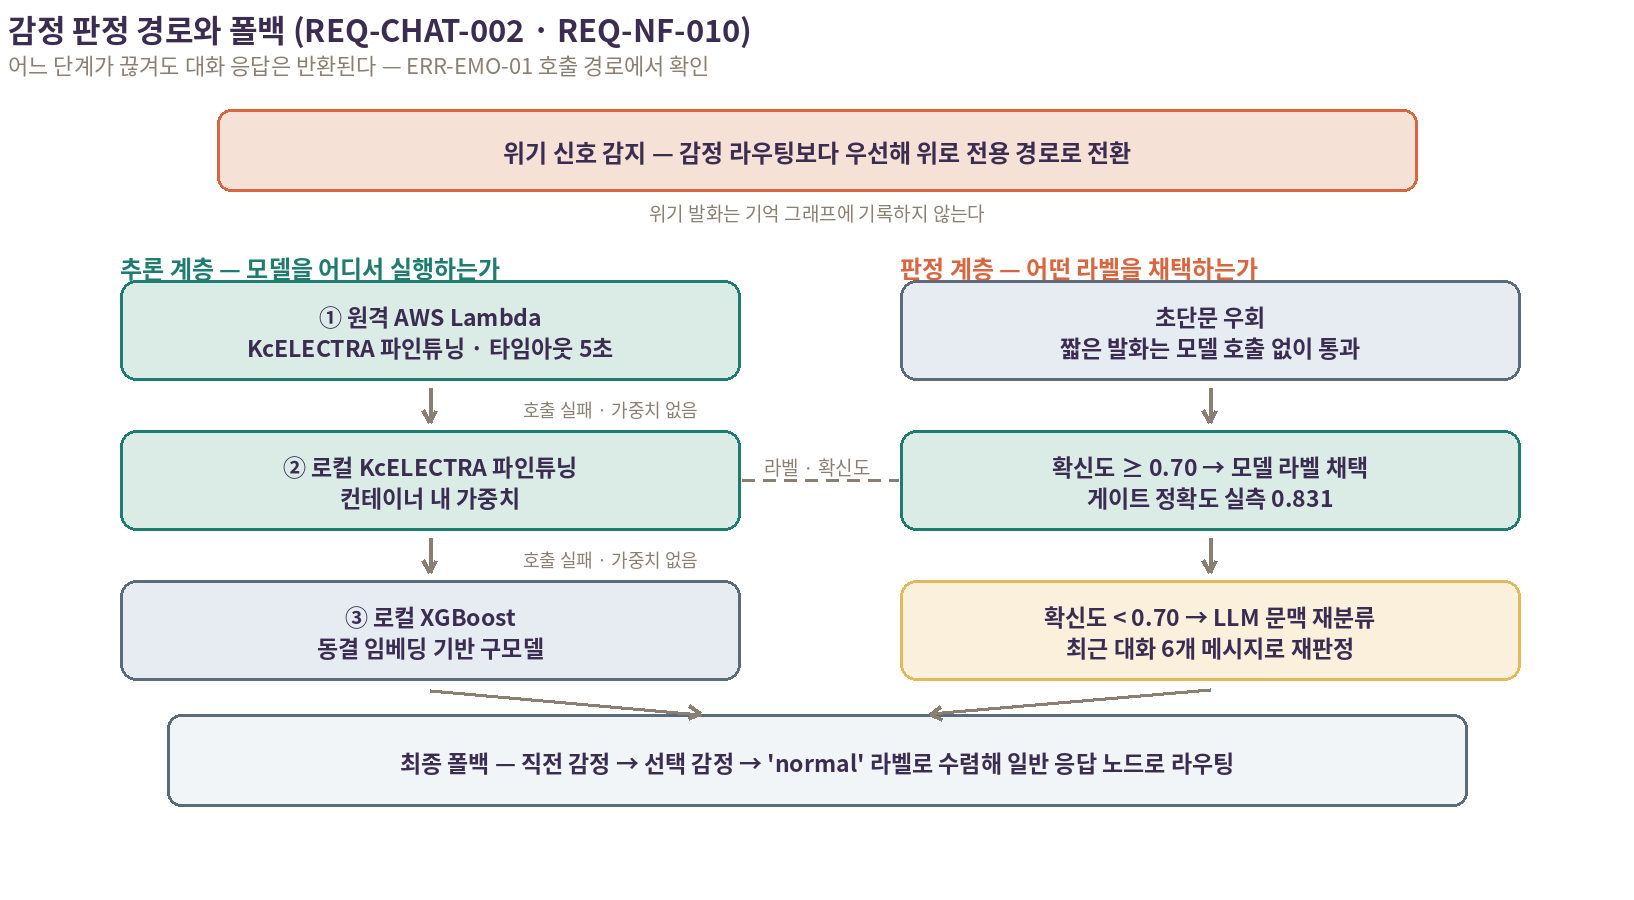 감정 판정 경로와 폴백 (REQ-CHAT-002 · REQ-NF-010)
어느 단계가 끊겨도 대화 응답은 반환된다 — ERR-EMO-01 호출 경로에서 확인
위기 신호 감지 — 감정 라우팅보다 우선해 위로 전용 경로로 전환
위기 발화는 기억 그래프에 기록하지 않는다
추론 계층 — 모델을 어디서 실행하는가
① 원격 AWS Lambda
KcELECTRA 파인튜닝 · 타임아웃 5초
호출 실패 · 가중치 없음
② 로컬 KcELECTRA 파인튜닝
컨테이너 내 가중치
호출 실패 · 가중치 없음
③ 로컬 XGBoost
동결 임베딩 기반 구모델
라벨 · 확신도
판정 계층 — 어떤 라벨을 채택하는가
초단문 우회
짧은 발화는 모델 호출 없이 통과
확신도 ≥ 0.70 → 모델 라벨 채택
게이트 정확도 실측 0.831
확신도 < 0.70 → LLM 문맥 재분류
최근 대화 6개 메시지로 재판정
최종 폴백 — 직전 감정 → 선택 감정 → 'normal' 라벨로 수렴해 일반 응답 노드로 라우팅